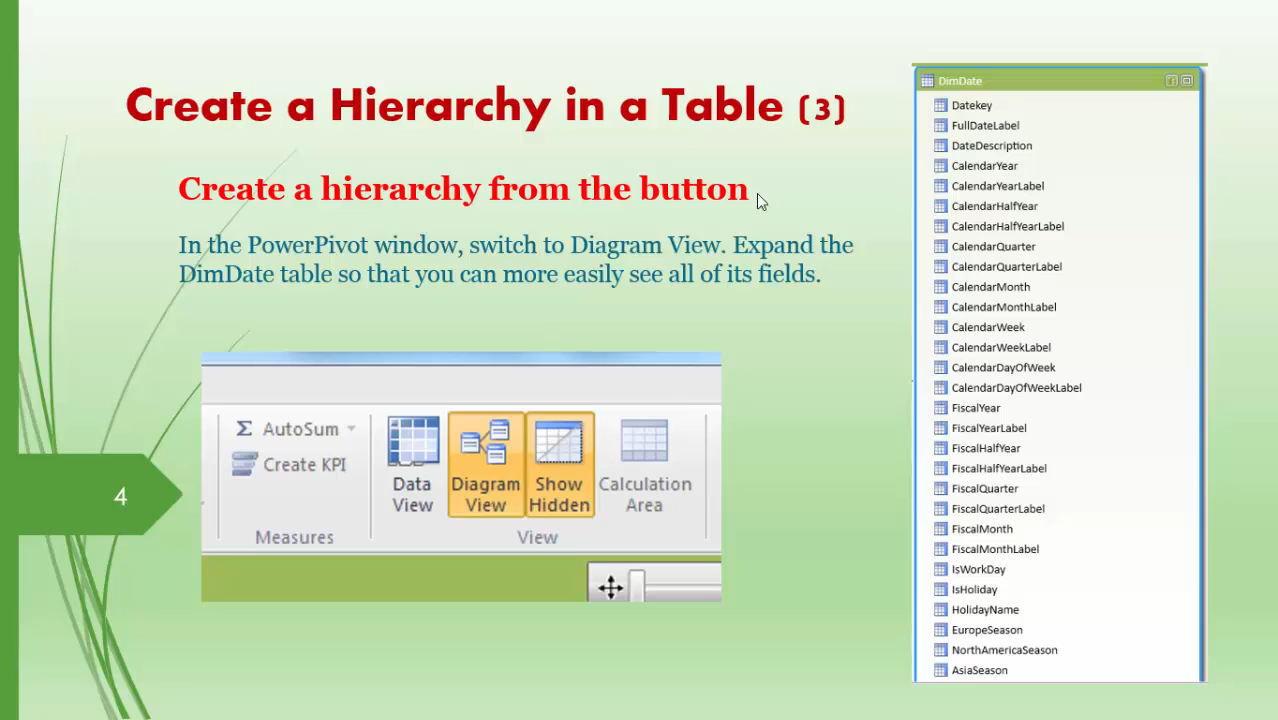 Create a Hierarchy in a Table (3)
Create a hierarchy from the button
In the PowerPivot window, switch to Diagram View. Expand the
DimDate table so that you can more easily see all of its fields.
AutoSum
Create KPI
Measures
Data
View
Diagram
View
Show
Hidden
Calculation
Area
View
4
DimDate
Datekey
FullDateLabel
DateDescription
CalendarYear
CalendarYearLabel
CalendarHalfYear
CalendarHalfYearLabel
CalendarQuarter
CalendarQuarterLabel
CalendarMonth
CalendarMonthLabel
CalendarWeek
CalendarWeekLabel
CalendarDayOfWeek
CalendarDayOfWeekLabel
FiscalYear
FiscalYearLabel
FiscalHalfYear
FiscalHalfYearLabel
FiscalQuarter
FiscalQuarterLabel
FiscalMonth
FiscalMonthLabel
IsWorkDay
IsHoliday
HolidayName
EuropeSeason
NorthAmericaSeason
AsiaSeason